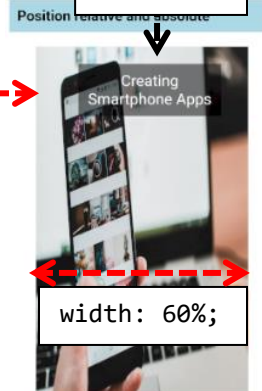 Position relative and absolute
Creating
Smartphone Apps
width: 60%;